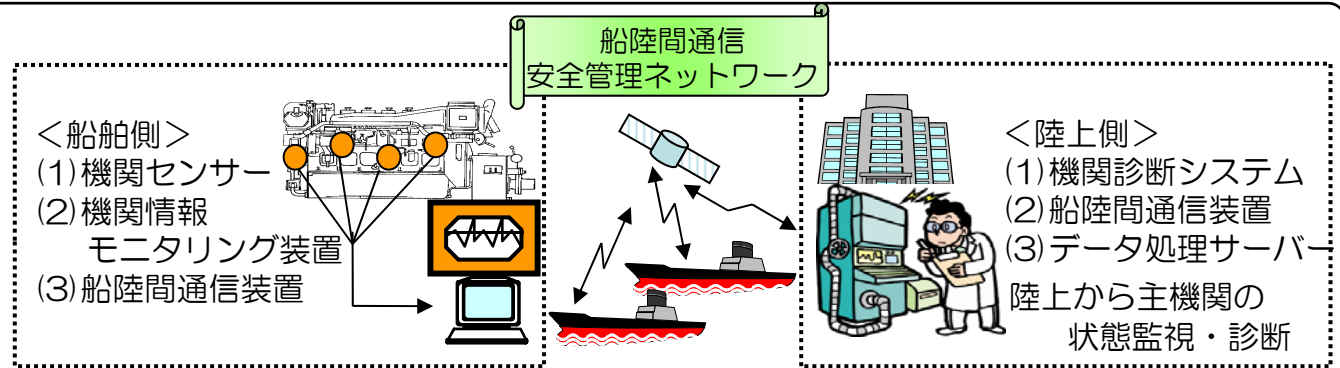 船陸間通信
安全管理ネットワーク
＜船舶側＞
(1)機関センサー
(2)機関情報
モニタリング装置
(3)船陸間通信装置
＜陸上側＞
(1)機関診断システム
(2)船陸間通信装置
(3)データ処理サーバー
陸上から主機関の
状態監視・診断